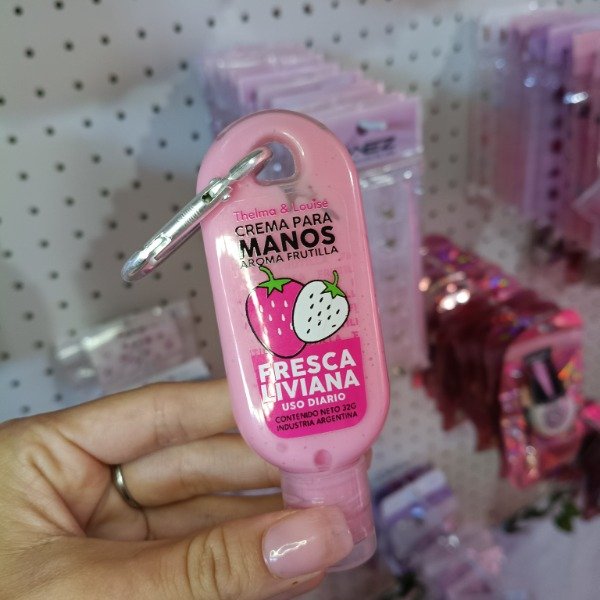 Thelma & Louise
CREMA PARA
MANOS
AROMA FRUTILLA
FRESCA
LIVIANA
USO DIARIO
CONTENIDO NETO 32G
INDUSTRIA ARGENTINA